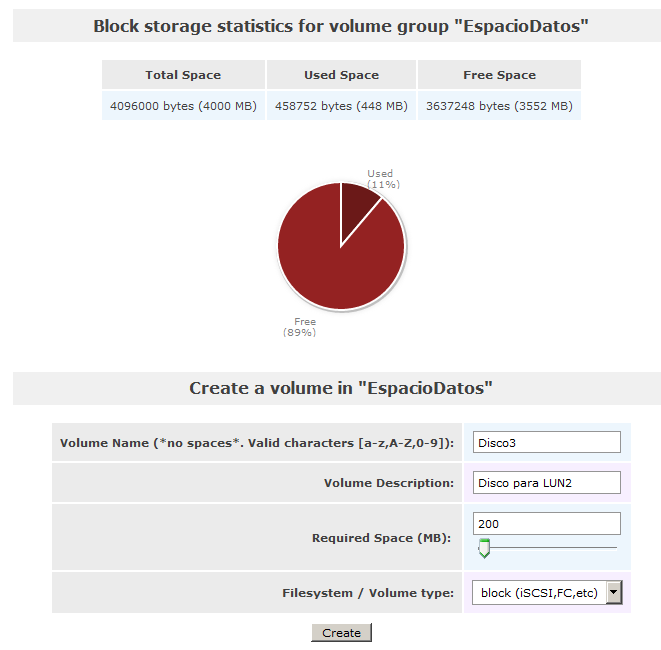 Block storage statistics for volume group "EspacioDatos"
Total Space Used Space Free Space
4096000 bytes (4000 MB) 458752 bytes (448 MB) 3637248 bytes (3552 MB)
Used
(11%)
Free
(89%)
Create a volume in "EspacioDatos"
Volume Name (*no spaces*. Valid characters [a-z,A-Z,0-9]): Disco3
Volume Description: Disco para LUN2
Required Space (MB): 200
Filesystem / Volume type: block (iSCSI,FC,etc)
Create